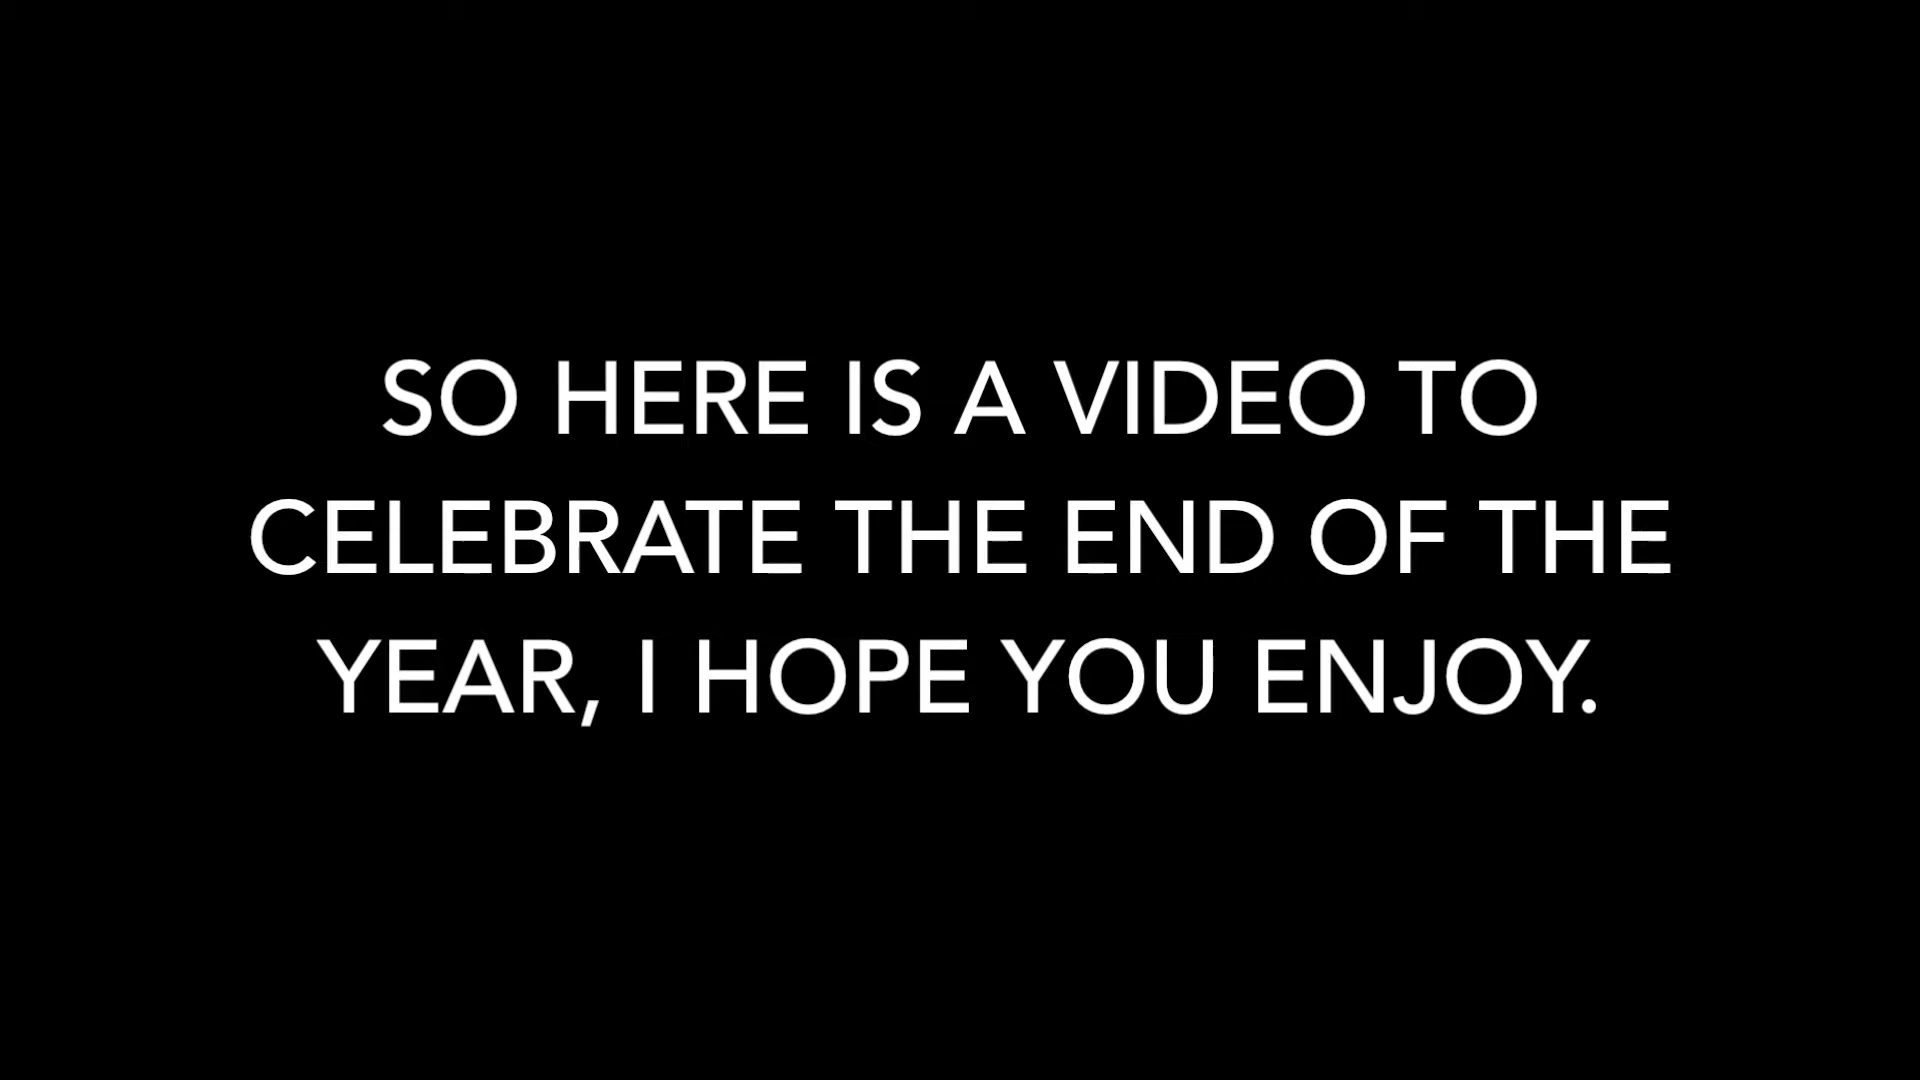 SO HERE IS A VIDEO TO
CELEBRATE THE END OF THE
YEAR, I HOPE YOU ENJOY.